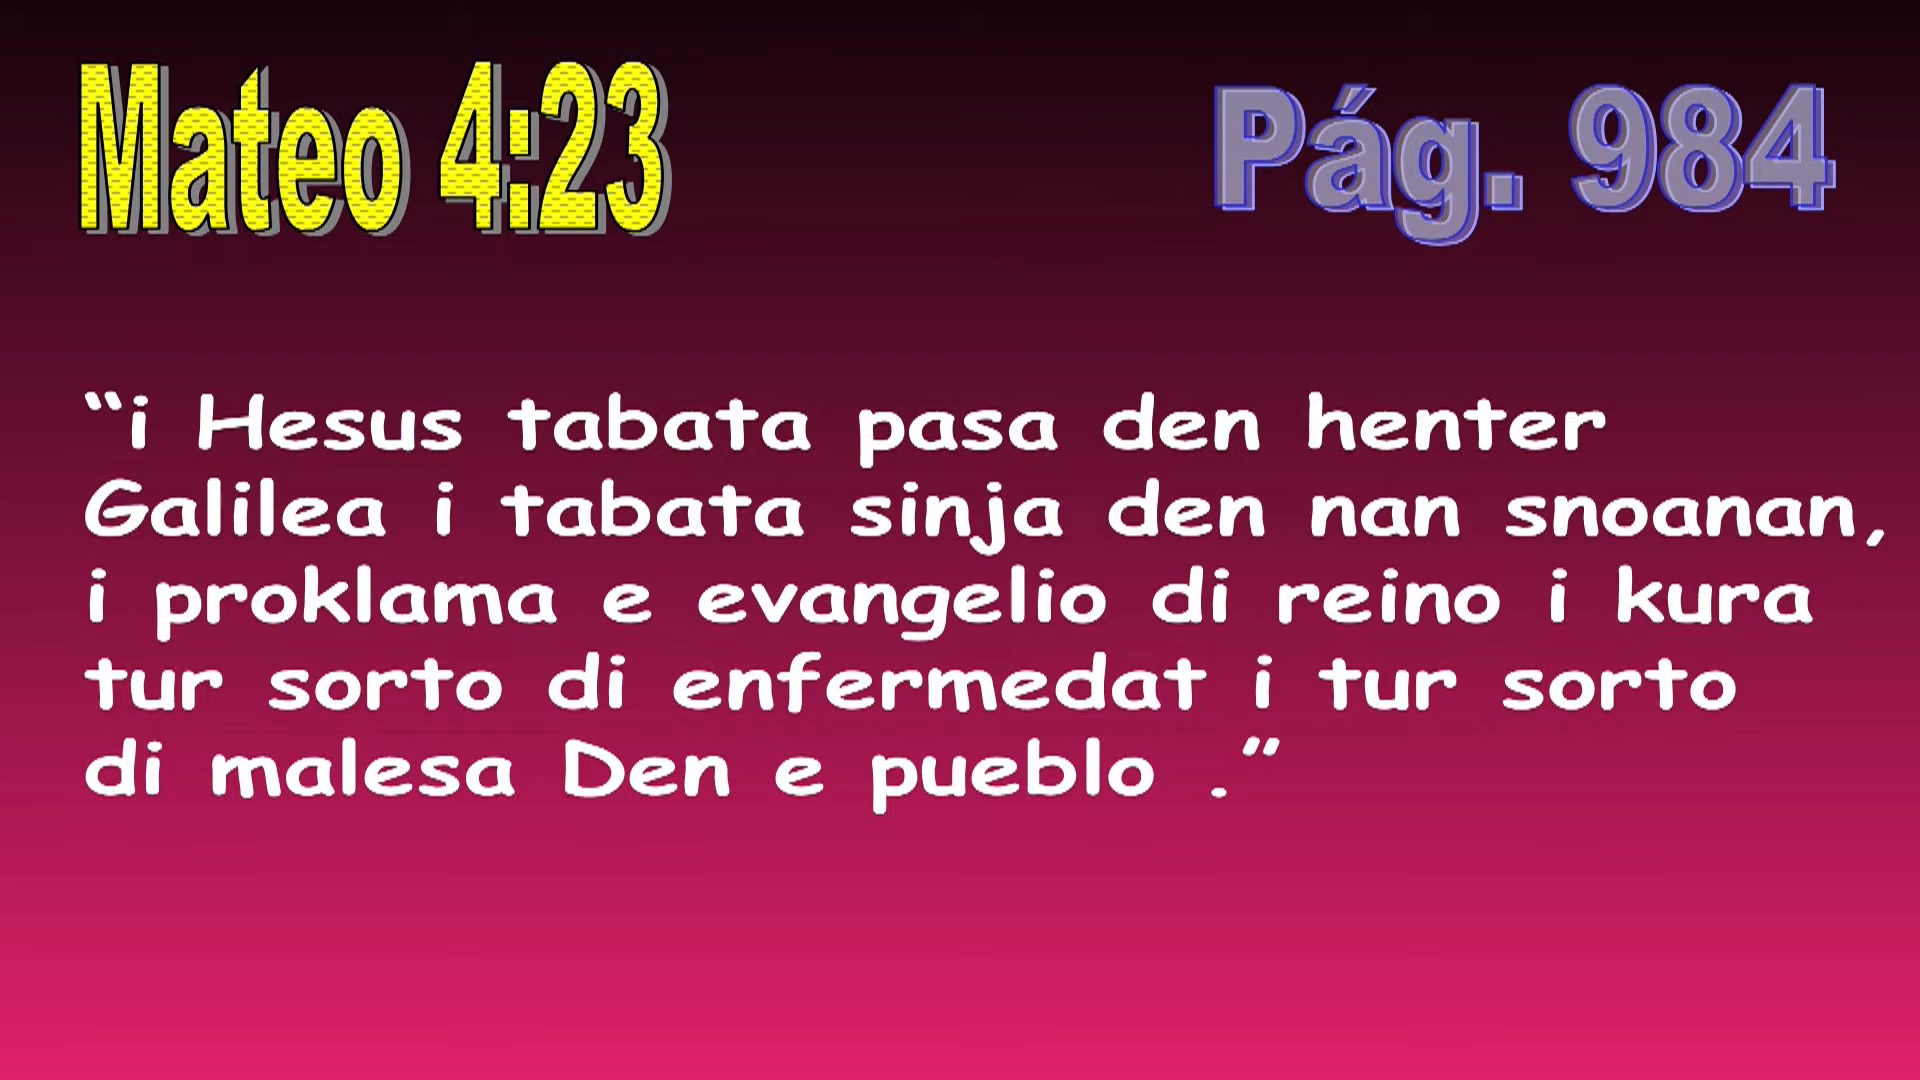 Mateo 4:23
Pág. 984
“i Hesus tabata pasa den henter
Galilea i tabata sinja den nan snoanan,
i proklama e evangelio di reino i kura
tur sorto di enfermedat i tur sorto
di malesa Den e pueblo .”